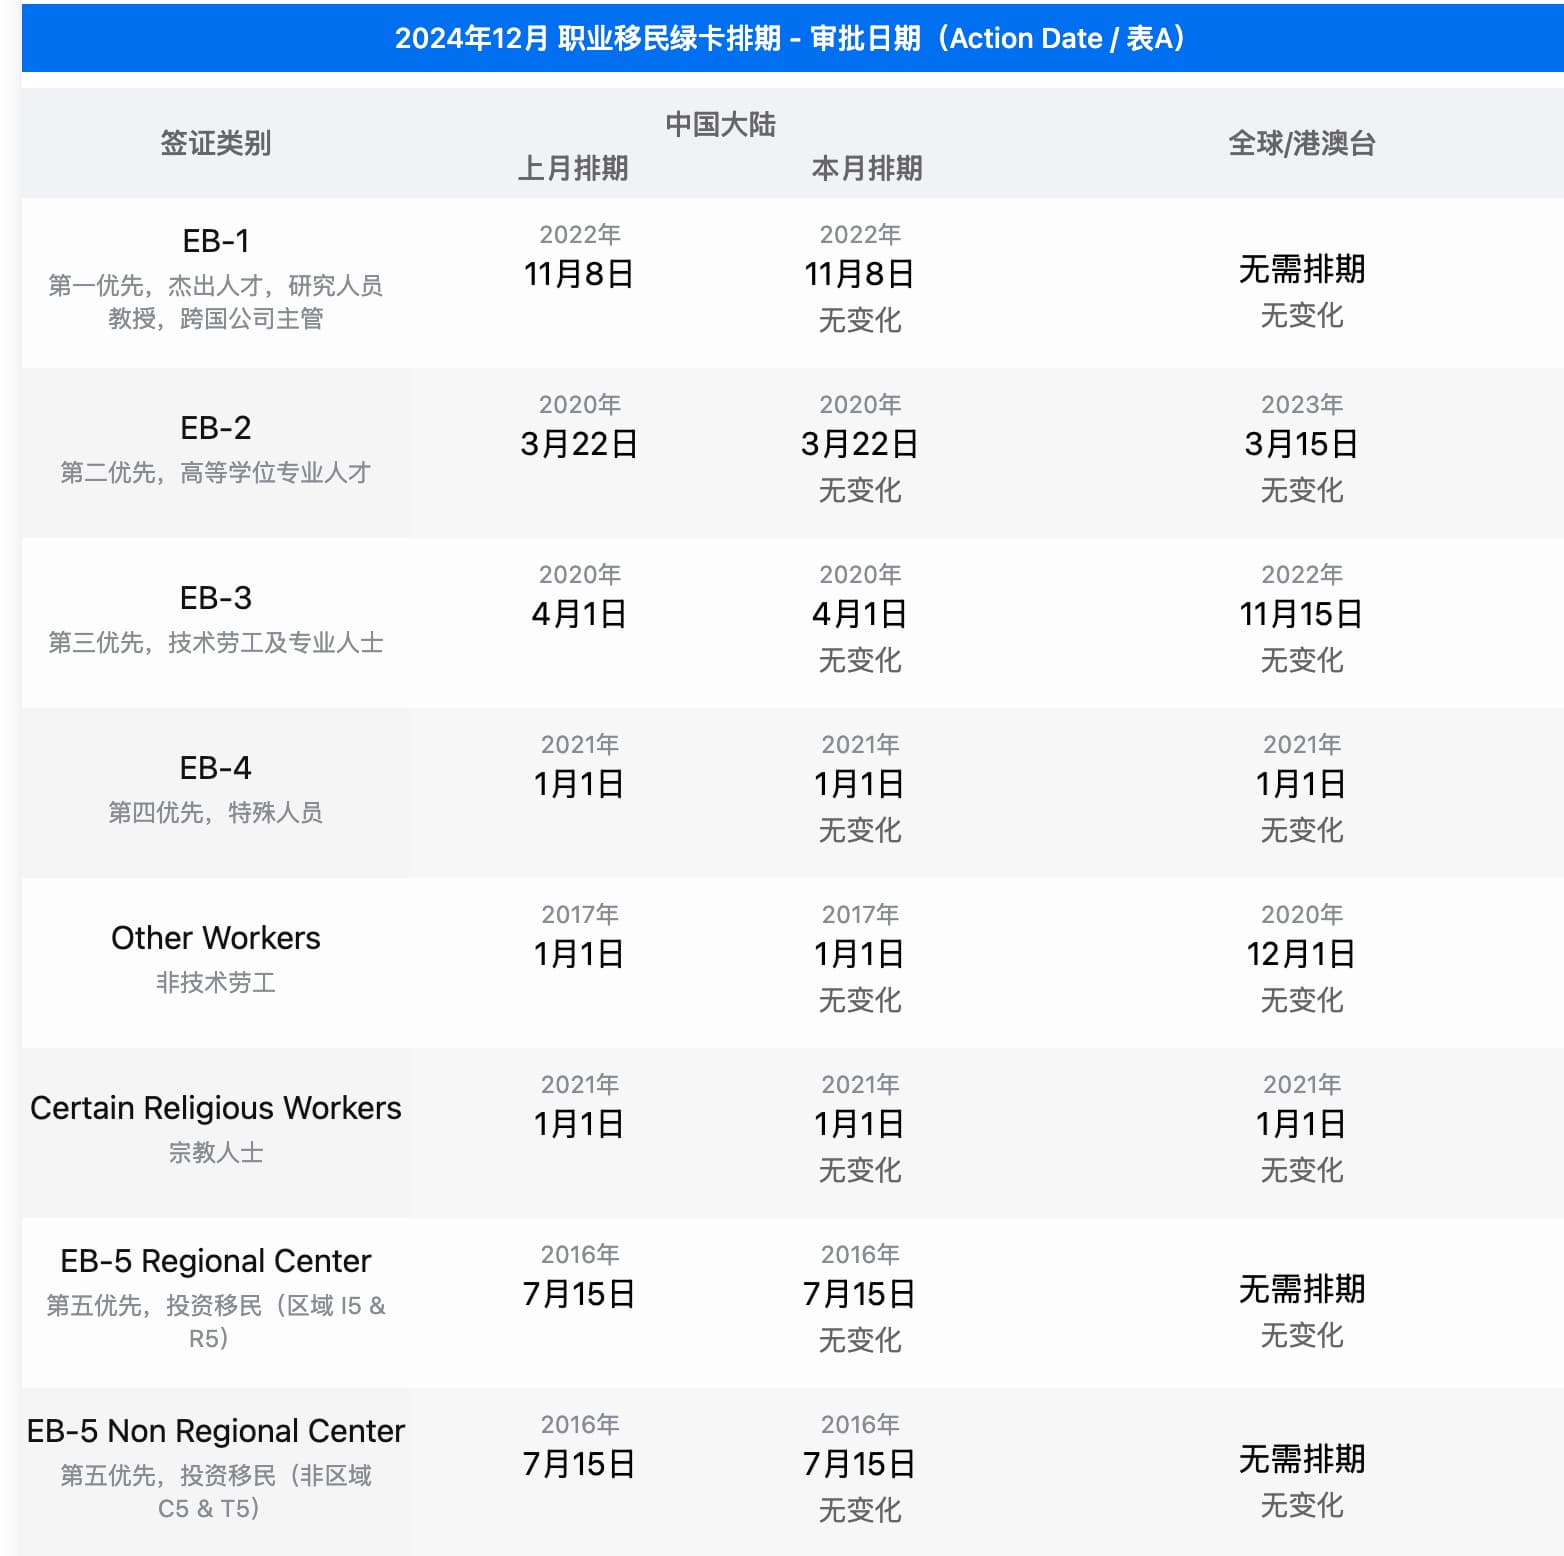 2024年12月 职业移民绿卡排期 - 审批日期（Action Date / 表A）
签证类别
中国大陆
上月排期
本月排期
全球/港澳台
EB-1
第一优先，杰出人才，研究人员
教授，跨国公司主管
2022年
11月8日
2022年
11月8日
无变化
无需排期
无变化
EB-2
第二优先，高等学位专业人才
2020年
3月22日
2020年
3月22日
无变化
2023年
3月15日
无变化
EB-3
第三优先，技术劳工及专业人士
2020年
4月1日
2020年
4月1日
无变化
2022年
11月15日
无变化
EB-4
第四优先，特殊人员
2021年
1月1日
2021年
1月1日
无变化
2021年
1月1日
无变化
Other Workers
非技术劳工
2017年
1月1日
2017年
1月1日
无变化
2020年
12月1日
无变化
Certain Religious Workers
宗教人士
2021年
1月1日
2021年
1月1日
无变化
2021年
1月1日
无变化
EB-5 Regional Center
第五优先，投资移民（区域 I5 &
R5）
2016年
7月15日
2016年
7月15日
无变化
无需排期
无变化
EB-5 Non Regional Center
第五优先，投资移民（非区域
C5 & T5）
2016年
7月15日
2016年
7月15日
无变化
无需排期
无变化